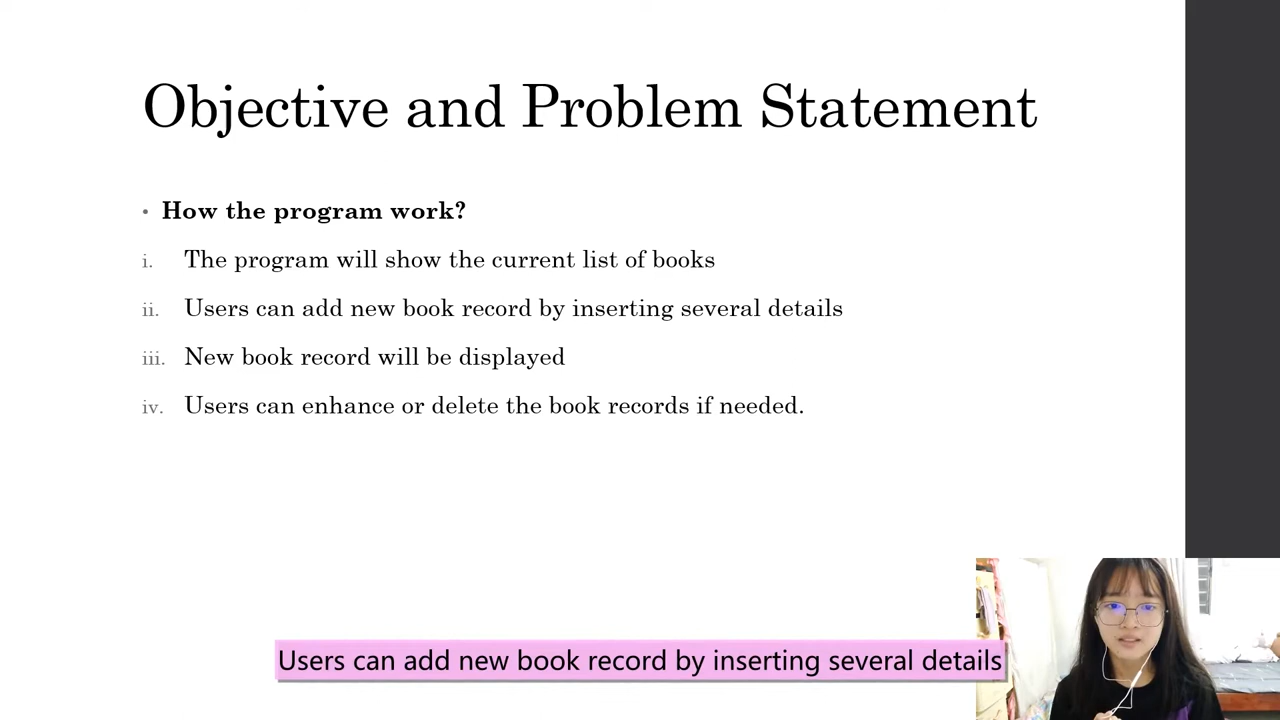 Objective and Problem Statement
• How the program work?
i. The program will show the current list of books
ii. Users can add new book record by inserting several details
iii. New book record will be displayed
iv. Users can enhance or delete the book records if needed.
Users can add new book record by inserting several details